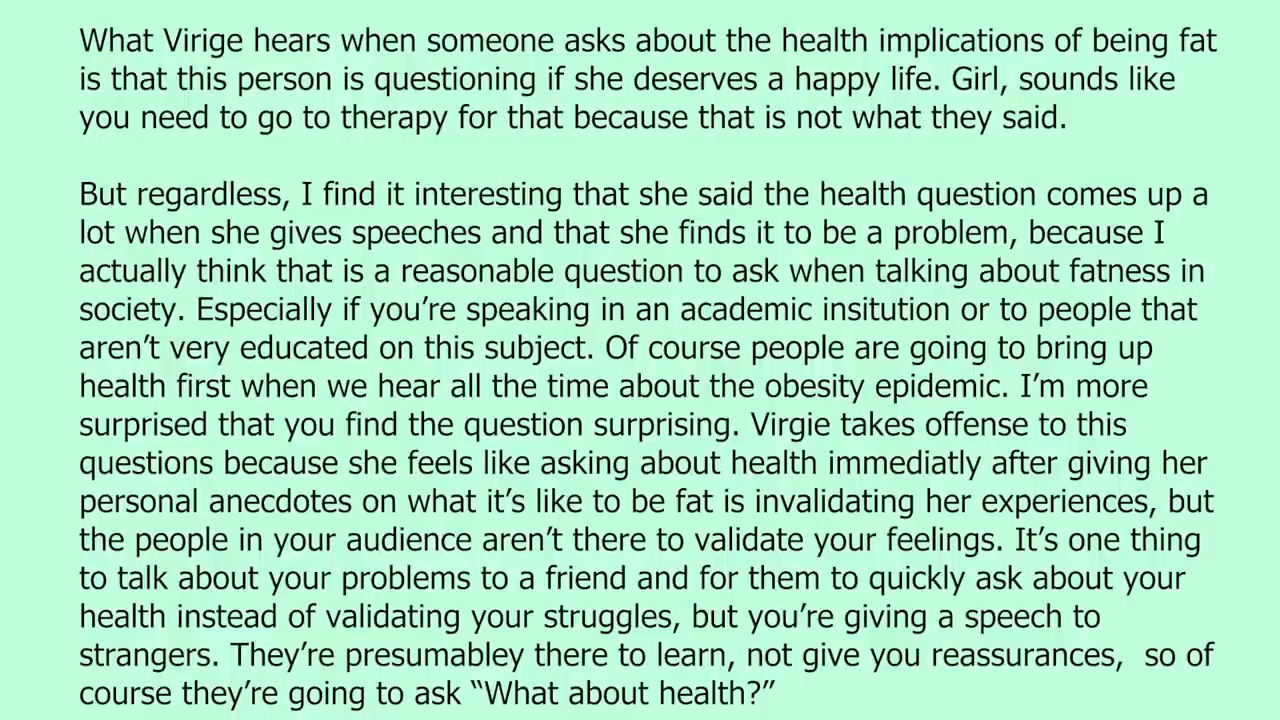 What Virige hears when someone asks about the health implications of being fat
is that this person is questioning if she deserves a happy life. Girl, sounds like
you need to go to therapy for that because that is not what they said.
But regardless, I find it interesting that she said the health question comes up a
lot when she gives speeches and that she finds it to be a problem, because I
actually think that is a reasonable question to ask when talking about fatness in
society. Especially if you’re speaking in an academic insitution or to people that
aren’t very educated on this subject. Of course people are going to bring up
health first when we hear all the time about the obesity epidemic. I’m more
surprised that you find the question surprising. Virgie takes offense to this
questions because she feels like asking about health immediatly after giving her
personal anecdotes on what it’s like to be fat is invalidating her experiences, but
the people in your audience aren’t there to validate your feelings. It’s one thing
to talk about your problems to a friend and for them to quickly ask about your
health instead of validating your struggles, but you’re giving a speech to
strangers. They’re presumabley there to learn, not give you reassurances,  so of
course they’re going to ask “What about health?”